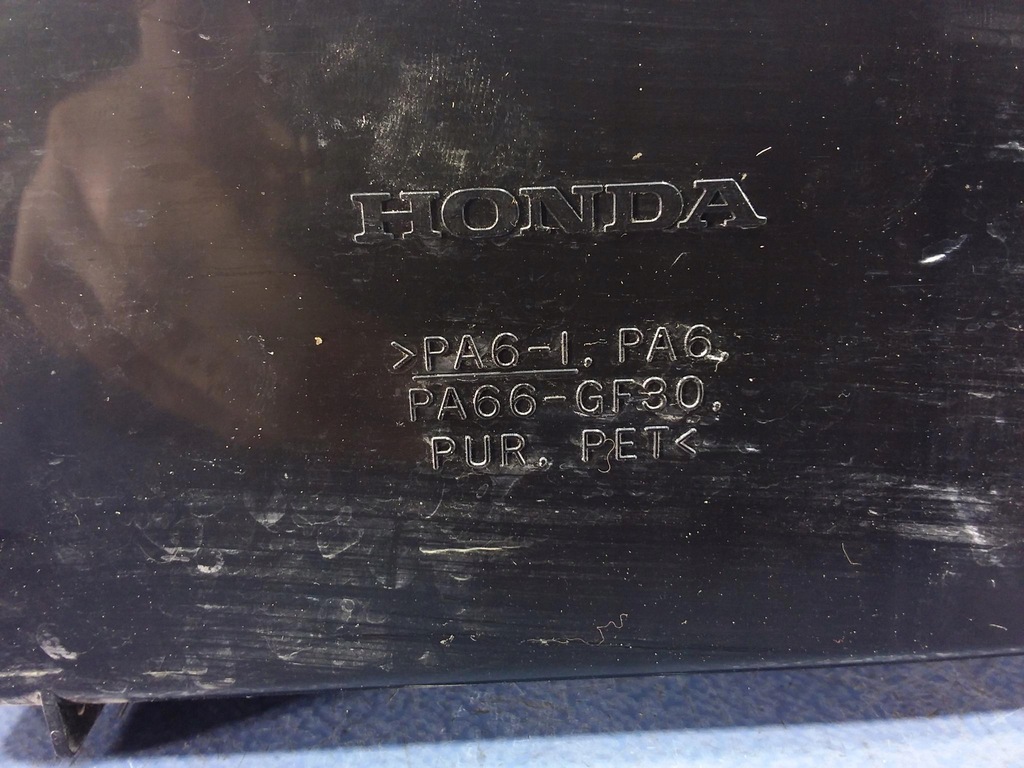 HONDA
>PA6-I, PA6,
PA66-GF30,
PUR, PET<